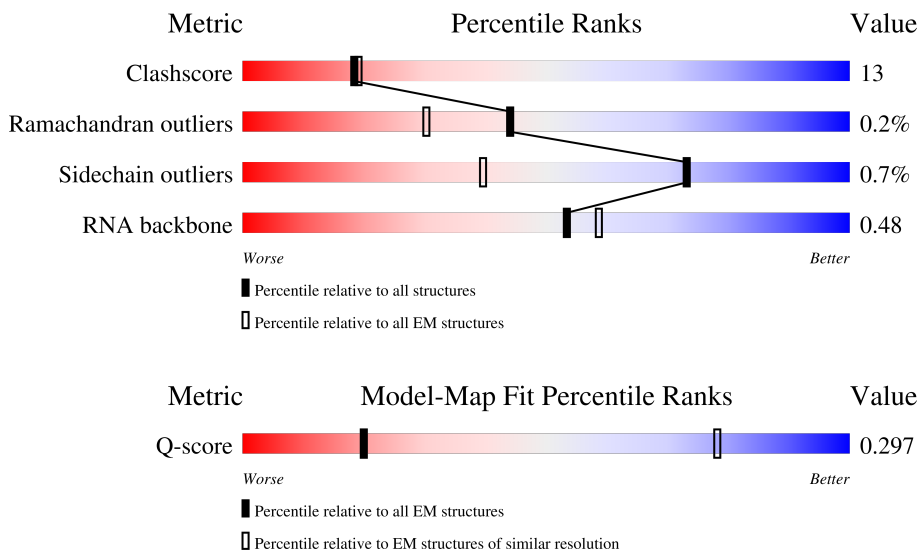 Metric Percentile Ranks Value
Clashscore 13
Ramachandran outliers 0.2%
Sidechain outliers 0.7%
RNA backbone 0.48
Worse Better
Percentile relative to all structures
Percentile relative to all EM structures
Metric Model-Map Fit Percentile Ranks Value
Q-score 0.297
Worse Better
Percentile relative to all EM structures
Percentile relative to EM structures of similar resolution